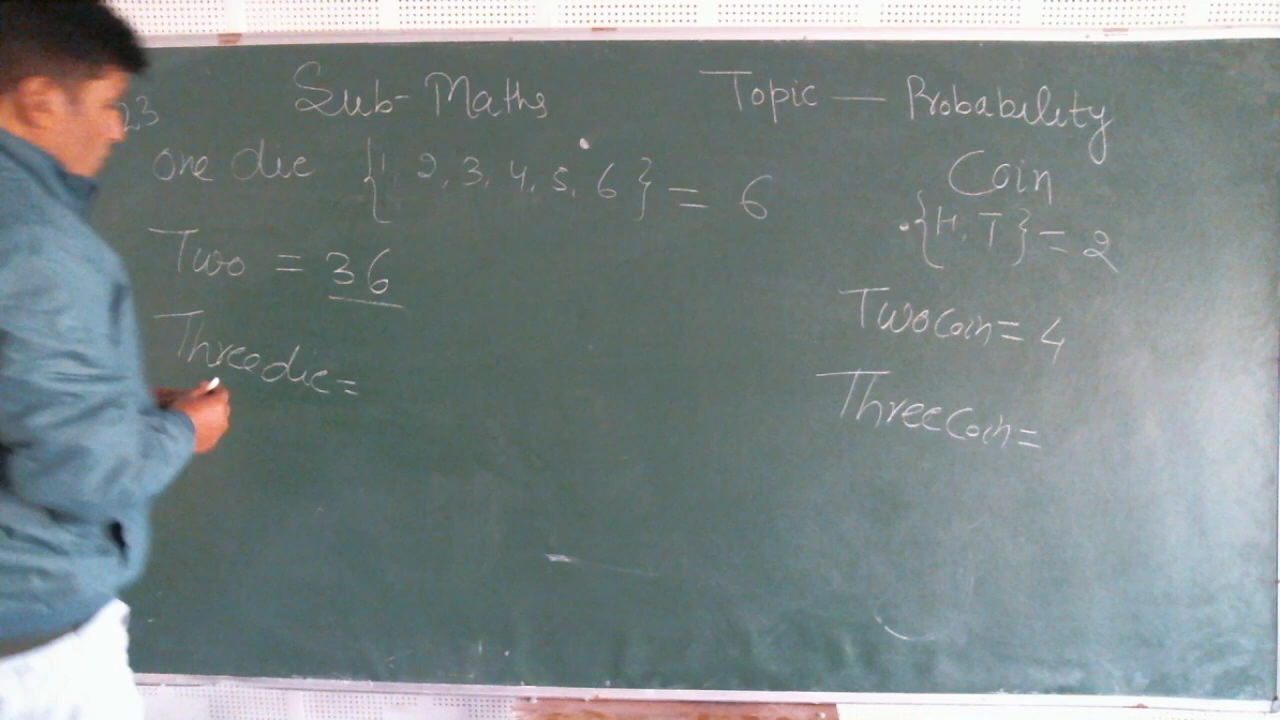 23 Sub- Maths Topic — Probability
one die {1, 2, 3, 4, 5, 6} = 6
Two = 36
Three die =
Coin
{H, T} = 2
Two coin = 4
Three Coin =